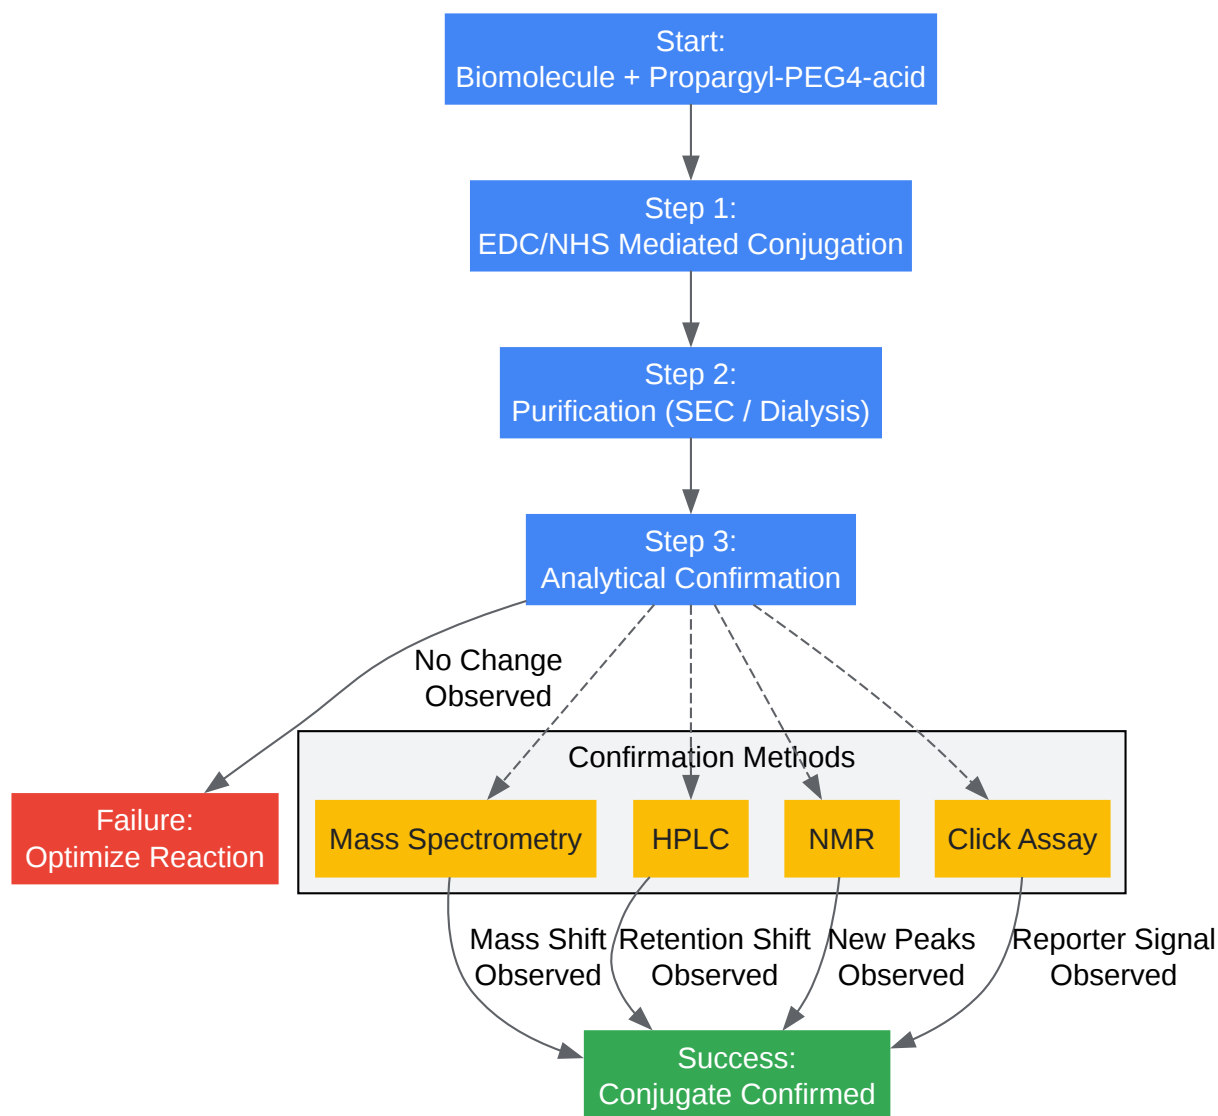 Start:
Biomolecule + Propargyl-PEG4-acid
Step 1:
EDC/NHS Mediated Conjugation
Step 2:
Purification (SEC / Dialysis)
Step 3:
Analytical Confirmation
No Change
Observed
Confirmation Methods
Failure:
Optimize Reaction
Mass Spectrometry
HPLC
NMR
Click Assay
Mass Shift
Observed
Retention Shift
Observed
New Peaks
Observed
Reporter Signal
Observed
Success:
Conjugate Confirmed